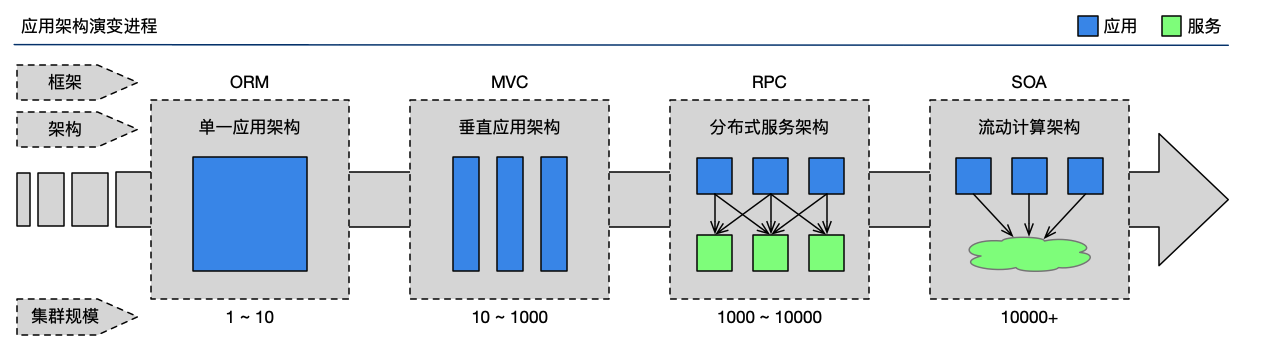 应用架构演变进程
应用
服务
框架
ORM
MVC
RPC
SOA
架构
单一应用架构
垂直应用架构
分布式服务架构
流动计算架构
集群规模
1 ~ 10
10 ~ 1000
1000 ~ 10000
10000+